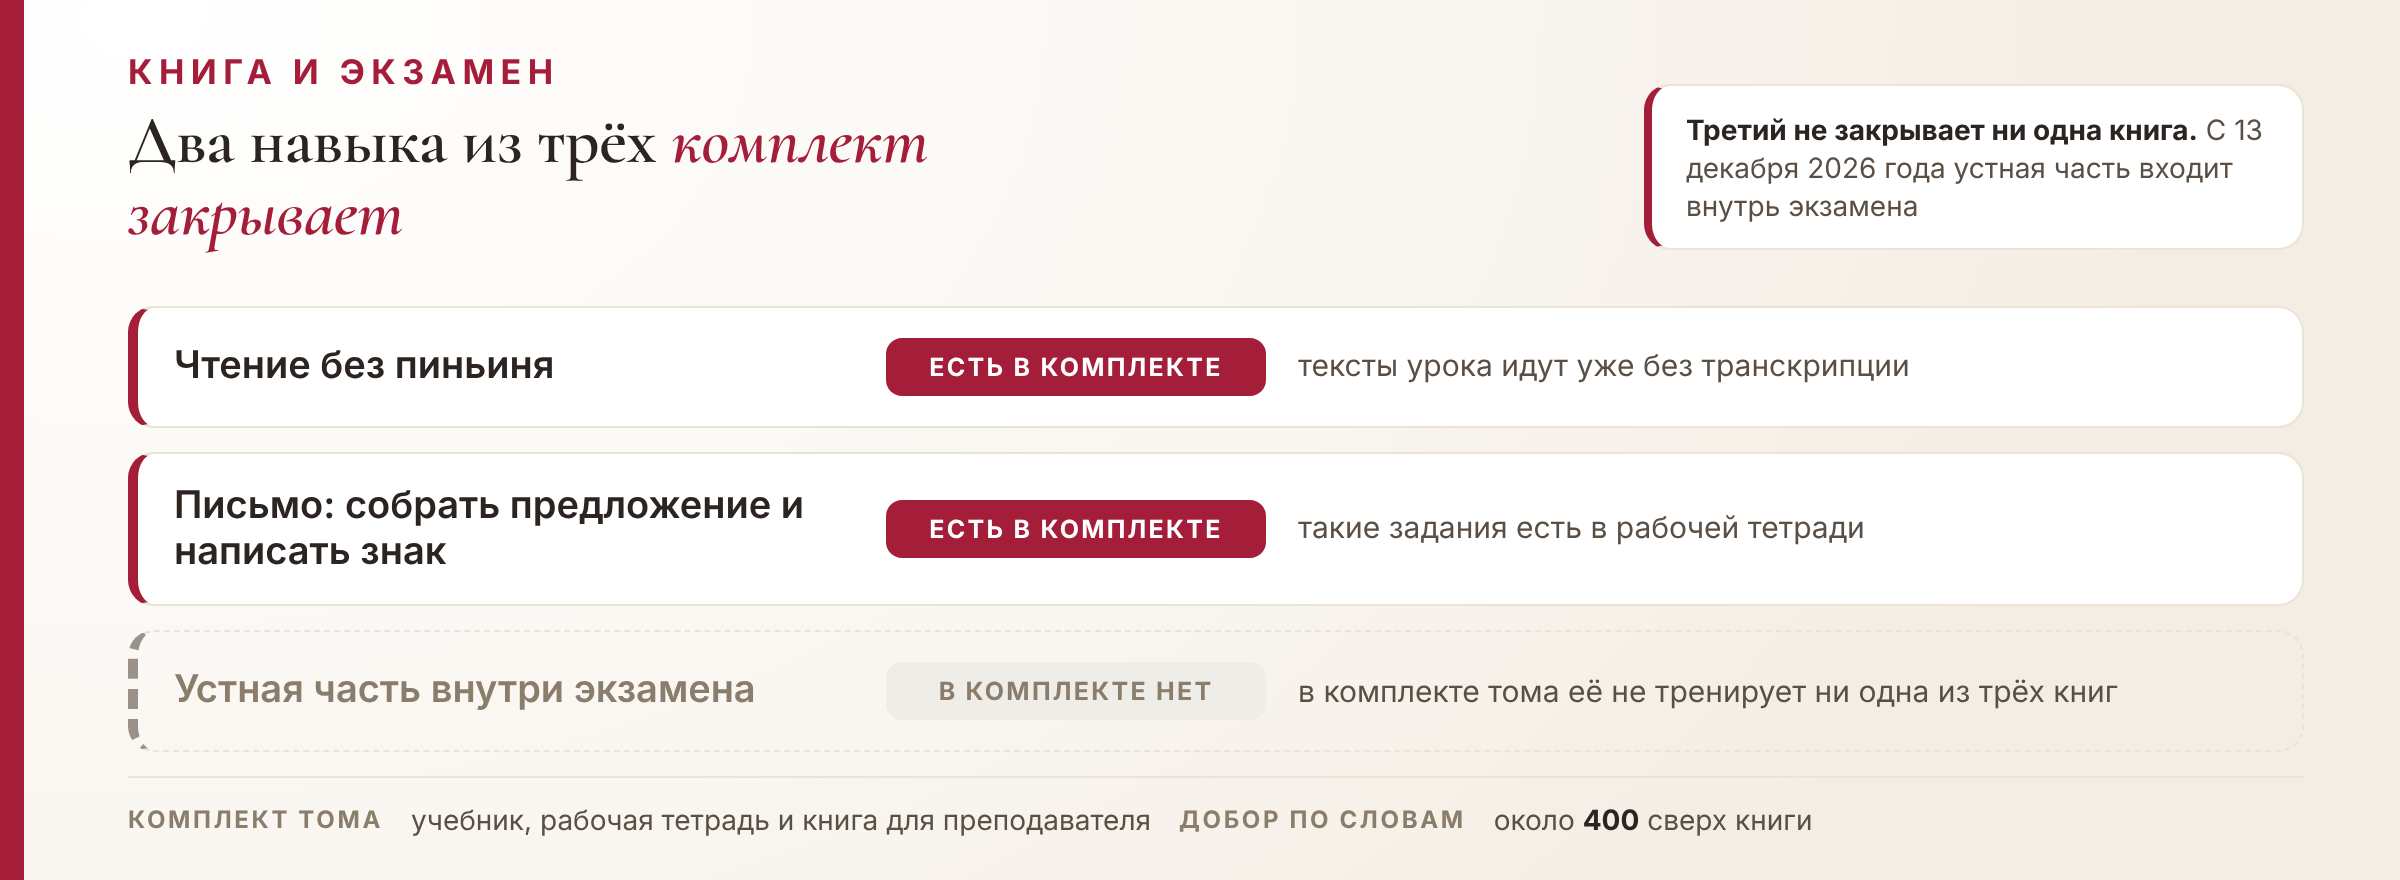 КНИГА И ЭКЗАМЕН
Два навыка из трёх комплект
закрывает
Третий не закрывает ни одна книга. С 13
декабря 2026 года устная часть входит
внутрь экзамена
Чтение без пиньиня
ЕСТЬ В КОМПЛЕКТЕ
тексты урока идут уже без транскрипции
Письмо: собрать предложение и
написать знак
ЕСТЬ В КОМПЛЕКТЕ
такие задания есть в рабочей тетради
Устная часть внутри экзамена
В КОМПЛЕКТЕ НЕТ
в комплекте тома её не тренирует ни одна из трёх книг
КОМПЛЕКТ ТОМА учебник, рабочая тетрадь и книга для преподавателя ДОБОР ПО СЛОВАМ около 400 сверх книги